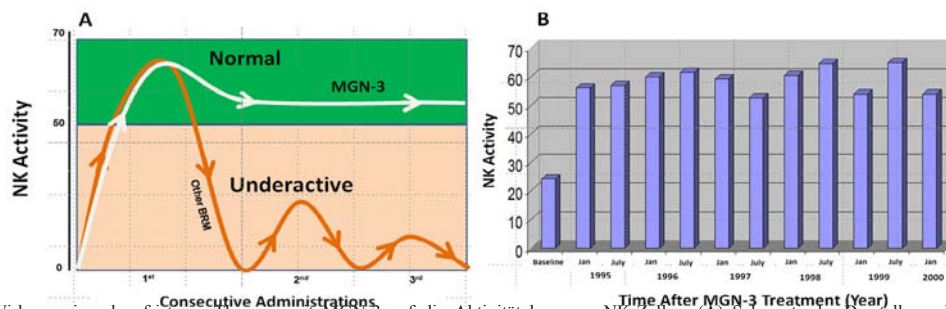 A
70
Normal
MGN-3
50
NK Activity
Underactive
Other BRM
0
1st
2nd
3rd
Consecutive Administrations
B
70
60
50
40
30
20
10
0
NK Activity
Baseline
Jan July Jan July Jan July Jan July Jan July Jan
1995 1996 1997 1998 1999 2000
Time After MGN-3 Treatment (Year)